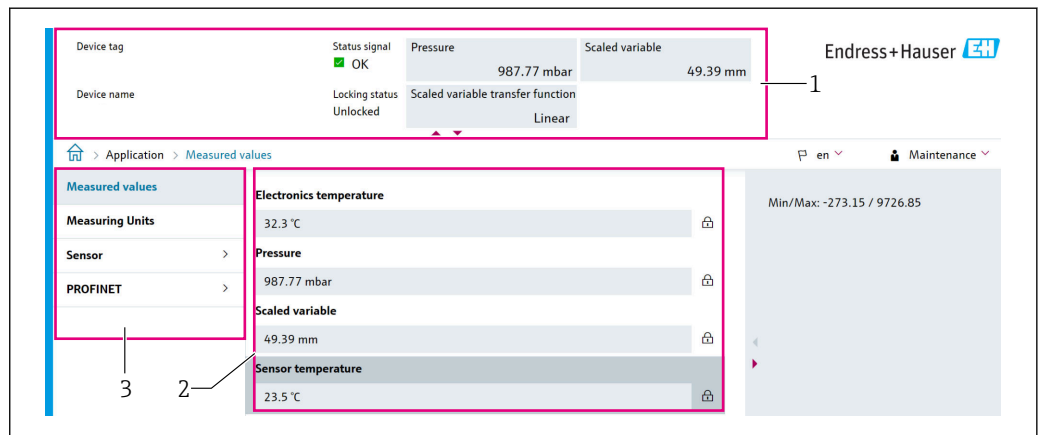 Device tag
Status signal
OK
Pressure
987.77 mbar
Scaled variable
49.39 mm
Endress+Hauser EH
1
Device name
Locking status
Unlocked
Scaled variable transfer function
Linear
> Application > Measured values
en
Maintenance
Measured values
Measuring Units
Sensor >
PROFINET >
Electronics temperature
32.3 °C
Pressure
987.77 mbar
Scaled variable
49.39 mm
Sensor temperature
23.5 °C
Min/Max: -273.15 / 9726.85
3
2